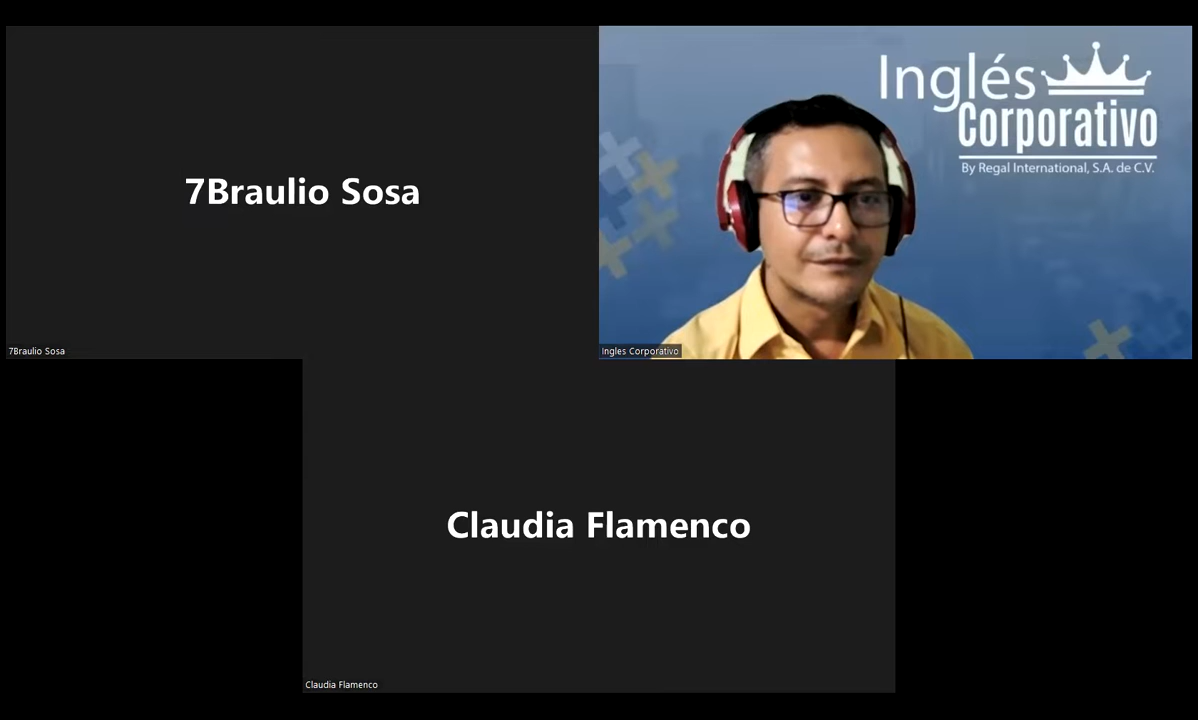 7Braulio Sosa
7Braulio Sosa
Inglés
Corporativo
By Regal International, S.A. de C.V.
Ingles Corporativo
Claudia Flamenco
Claudia Flamenco